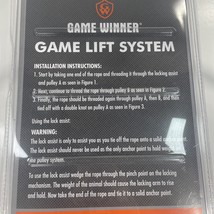 GAME WINNER
GAME LIFT SYSTEM
INSTALLATION INSTRUCTIONS:
1. Start by taking one end of the rope and threading it through the locking assist
and pulley A as seen in Figure 1.
2. Next, continue to thread the rope through pulley B as seen in Figure 2.
3. Finally, the rope should be threaded again through pulley A, then B, and then
tied off with a double knot on pulley A as seen in Figure 3.
Using the lock assist:
WARNING:
The lock assist is only to assist you as you tie off the rope onto a solid
The lock assist should never be used as the only anchor point to hold weight
the pulley system.
To use the lock assist wedge the rope through the pinch point on the locking
mechanism. The weight of the animal should cause the locking arm to rise
and hold. Now take the end of the rope and tie it to a solid anchor point.